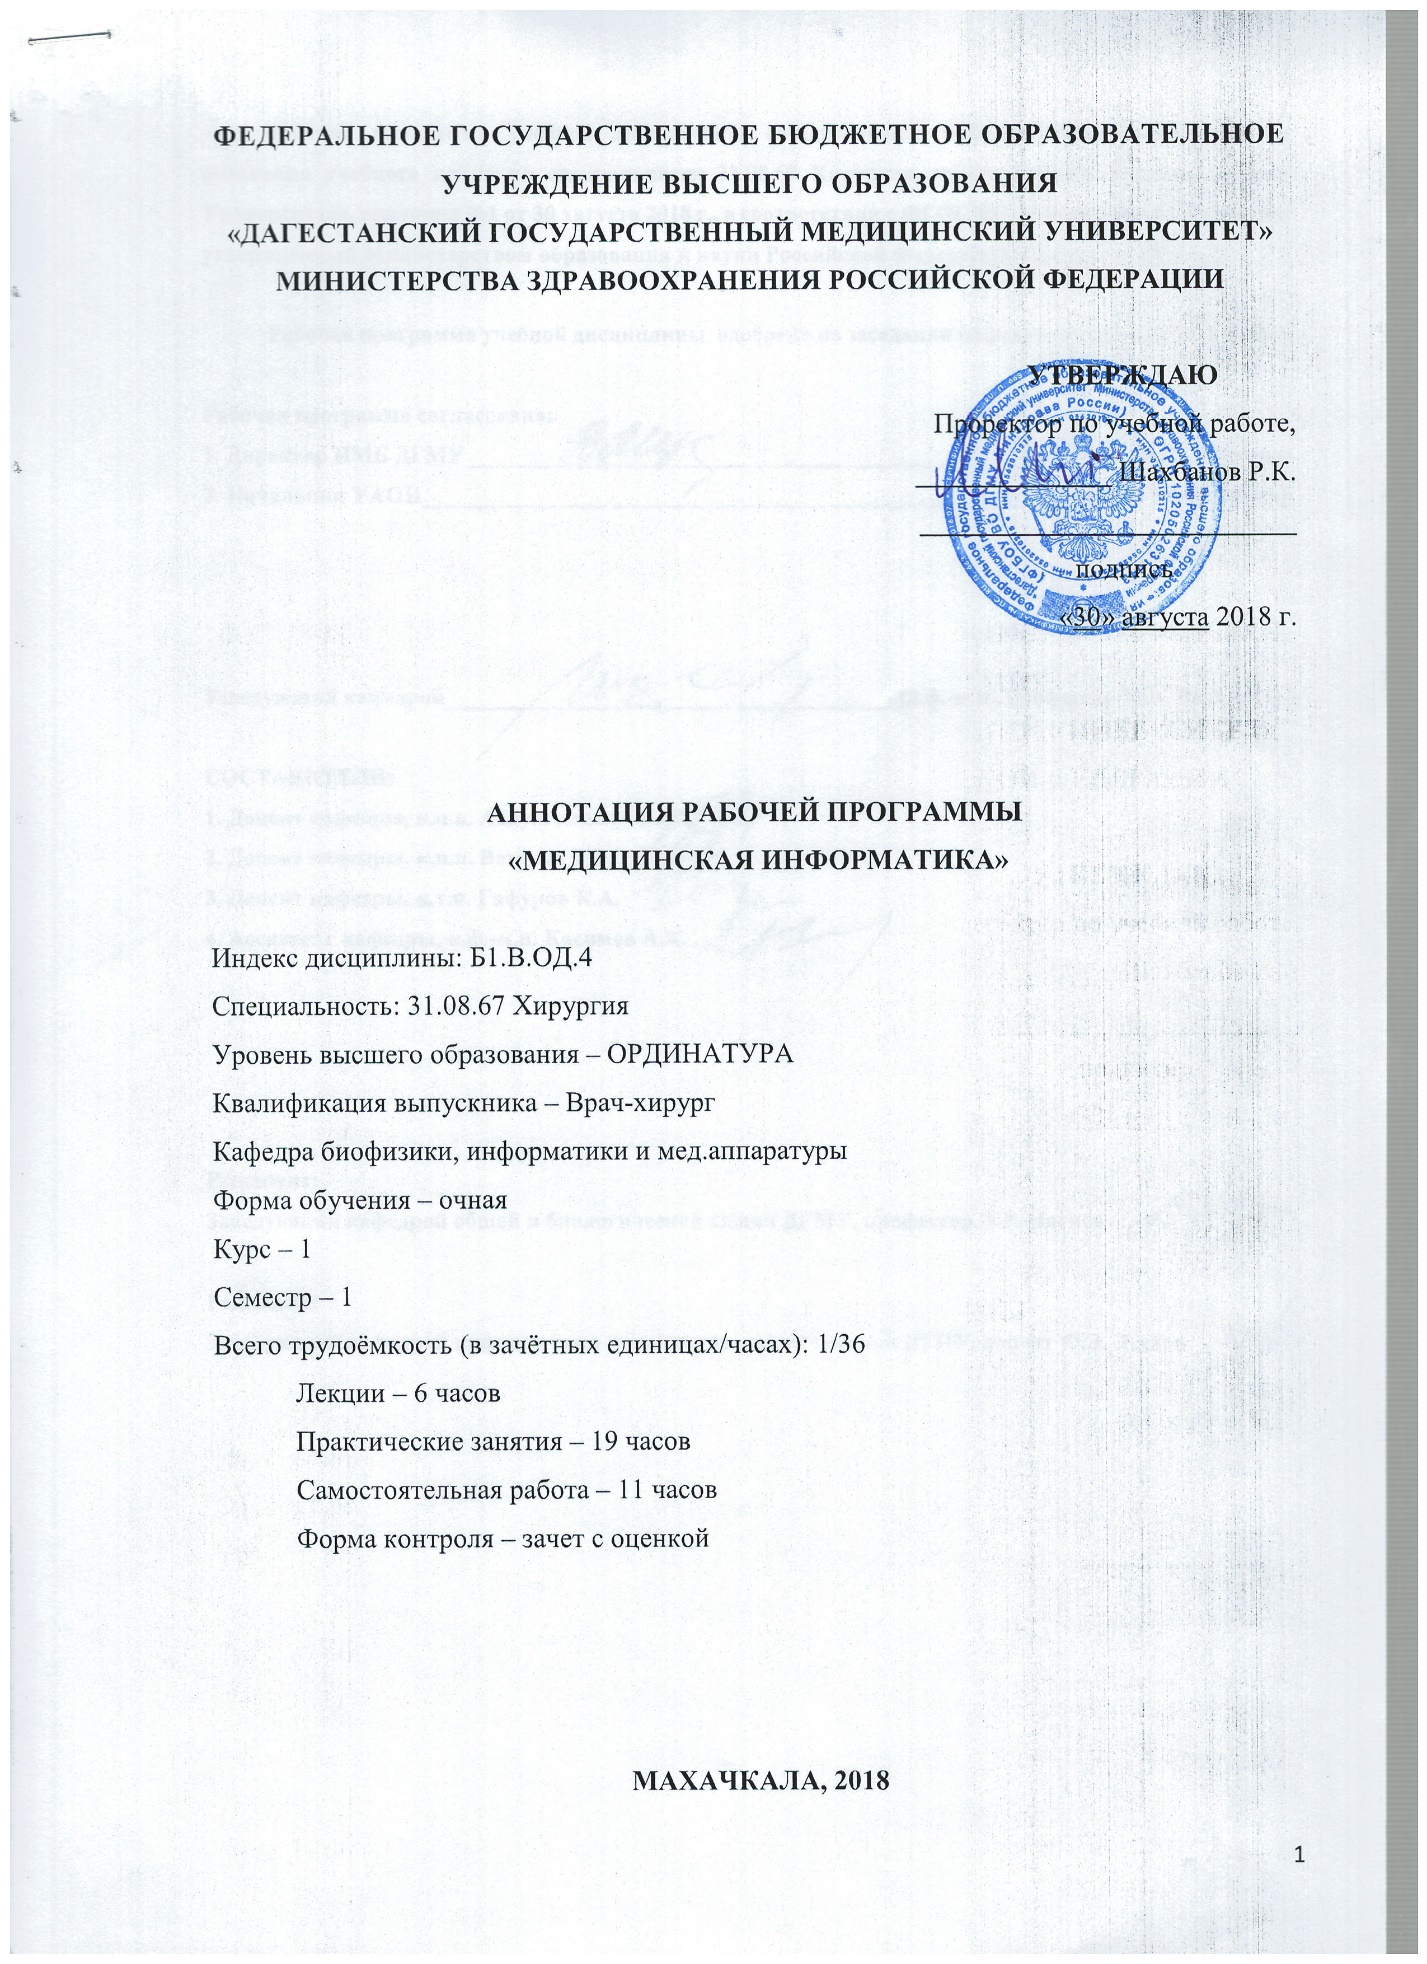 ФЕДЕРАЛЬНОЕ ГОСУДАРСТВЕННОЕ БЮДЖЕТНОЕ ОБРАЗОВАТЕЛЬНОЕ
УЧРЕЖДЕНИЕ ВЫСШЕГО ОБРАЗОВАНИЯ
«ДАГЕСТАНСКИЙ ГОСУДАРСТВЕННЫЙ МЕДИЦИНСКИЙ УНИВЕРСИТЕТ»
МИНИСТЕРСТВА ЗДРАВООХРАНЕНИЯ РОССИЙСКОЙ ФЕДЕРАЦИИ
УТВЕРЖДАЮ
Проректор по учебной работе,
Шахбанов Р.К.
подпись
«30» августа 2018 г.
АННОТАЦИЯ РАБОЧЕЙ ПРОГРАММЫ
«МЕДИЦИНСКАЯ ИНФОРМАТИКА»
Индекс дисциплины: Б1.В.ОД.4
Специальность: 31.08.67 Хирургия
Уровень высшего образования – ОРДИНАТУРА
Квалификация выпускника – Врач-хирург
Кафедра биофизики, информатики и мед.аппаратуры
Форма обучения – очная
Курс – 1
Семестр – 1
Всего трудоёмкость (в зачётных единицах/часах): 1/36
Лекции – 6 часов
Практические занятия – 19 часов
Самостоятельная работа – 11 часов
Форма контроля – зачет с оценкой
МАХАЧКАЛА, 2018
1